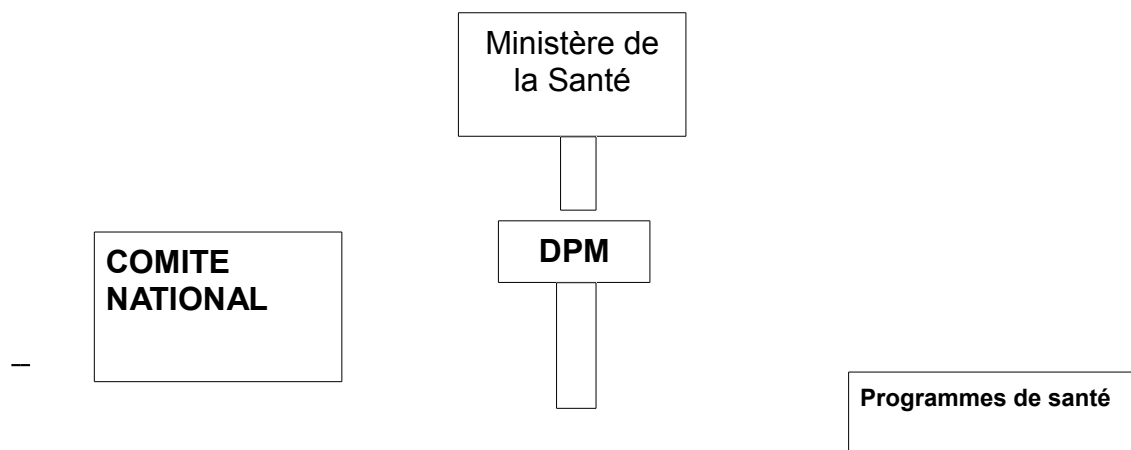 Ministère de
la Santé
DPM
COMITE
NATIONAL
Programmes de santé